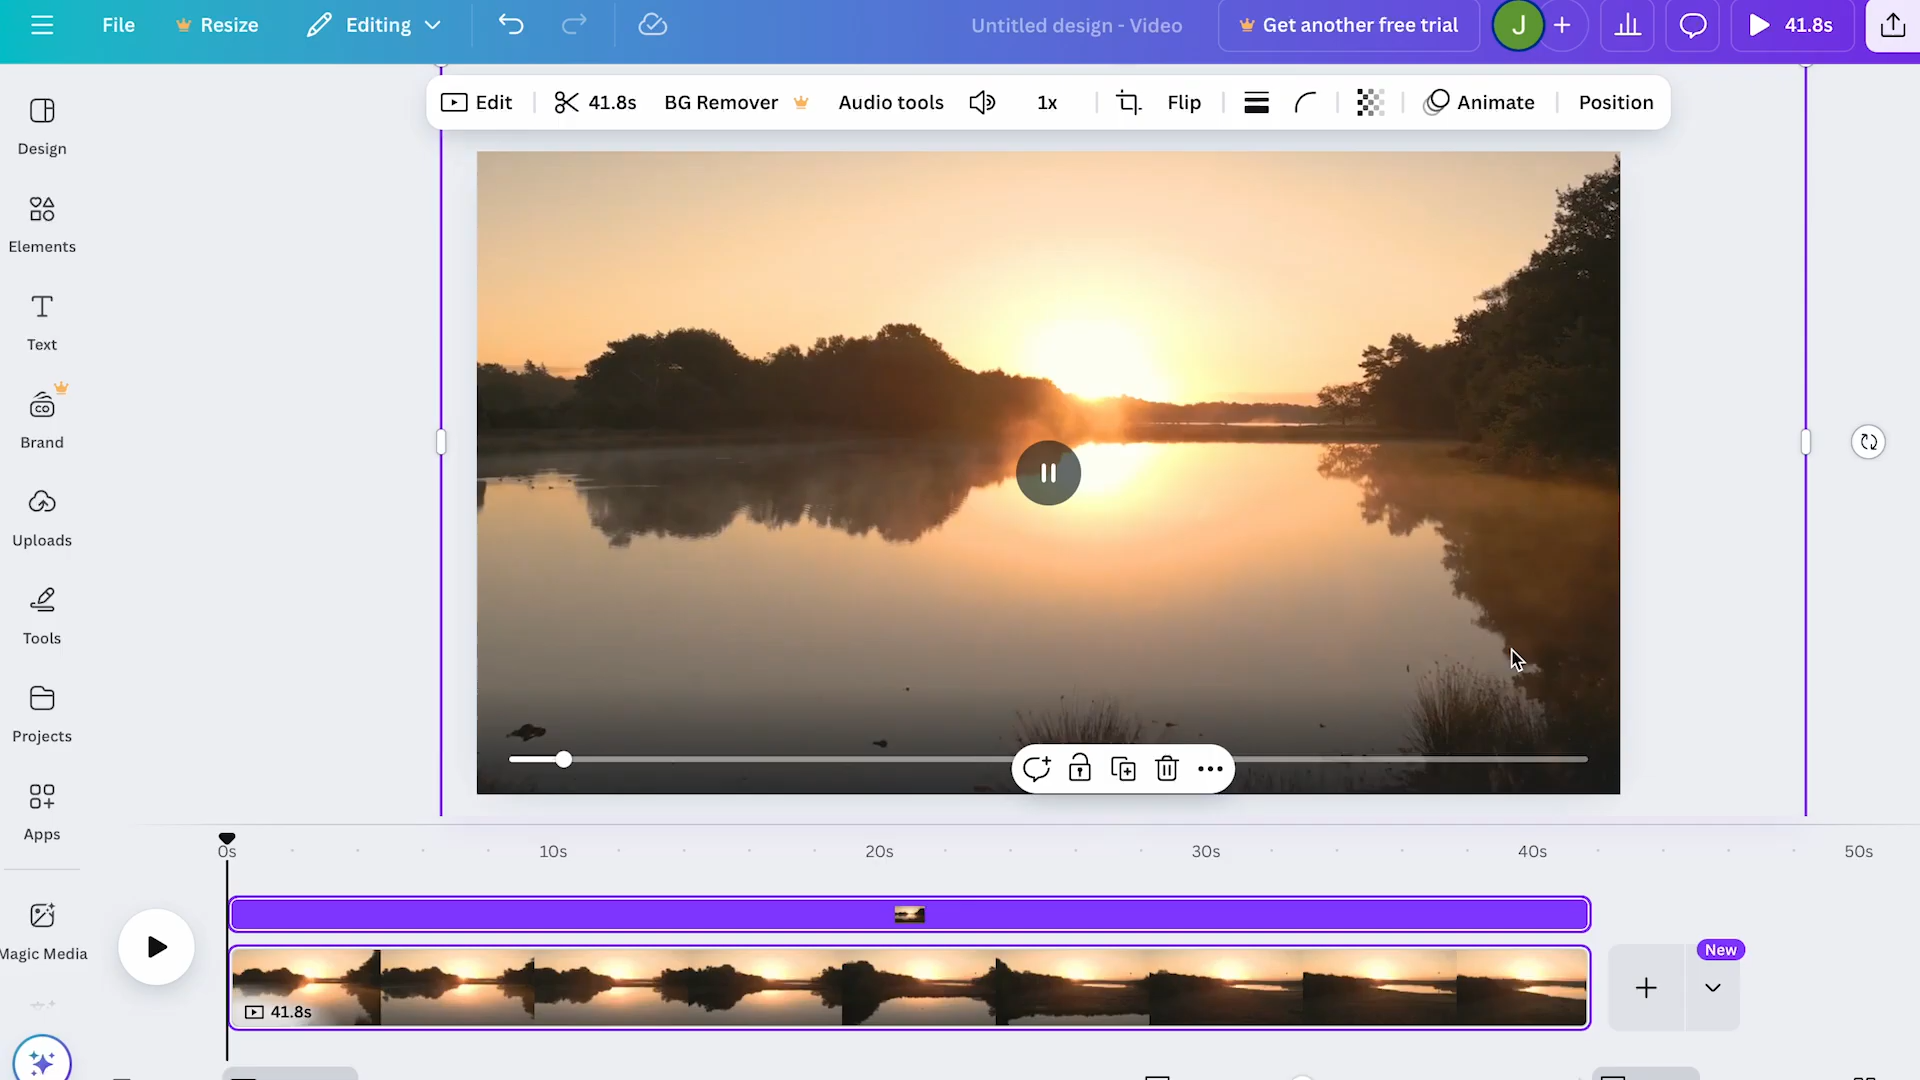 File
Resize
Editing
Untitled design - Video
Get another free trial
J
41.8s
Edit
41.8s
BG Remover
Audio tools
1x
Flip
Animate
Position
Design
Elements
Text
Brand
Uploads
Tools
Projects
Apps
Magic Media
0s
10s
20s
30s
40s
50s
41.8s
New